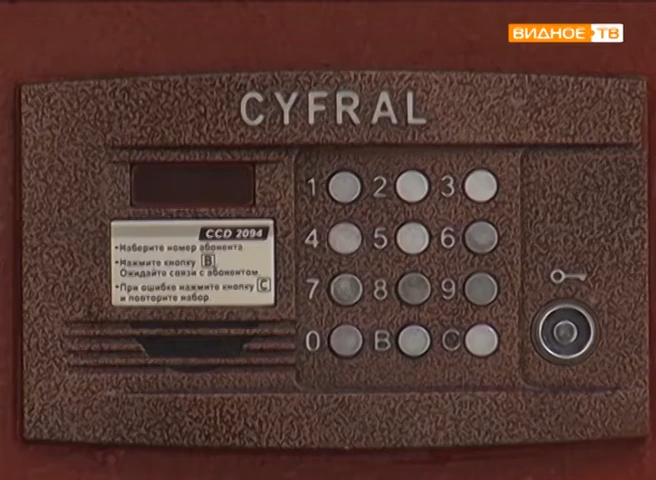 ВИДНОЕ ТВ
CYFRAL
CCD 2094
•Наберите номер абонента
•Нажмите кнопку B
Ожидайте связи с абонентом
•При ошибке нажмите кнопку C
и повторите набор
1 2 3
4 5 6
7 8 9
0 B C